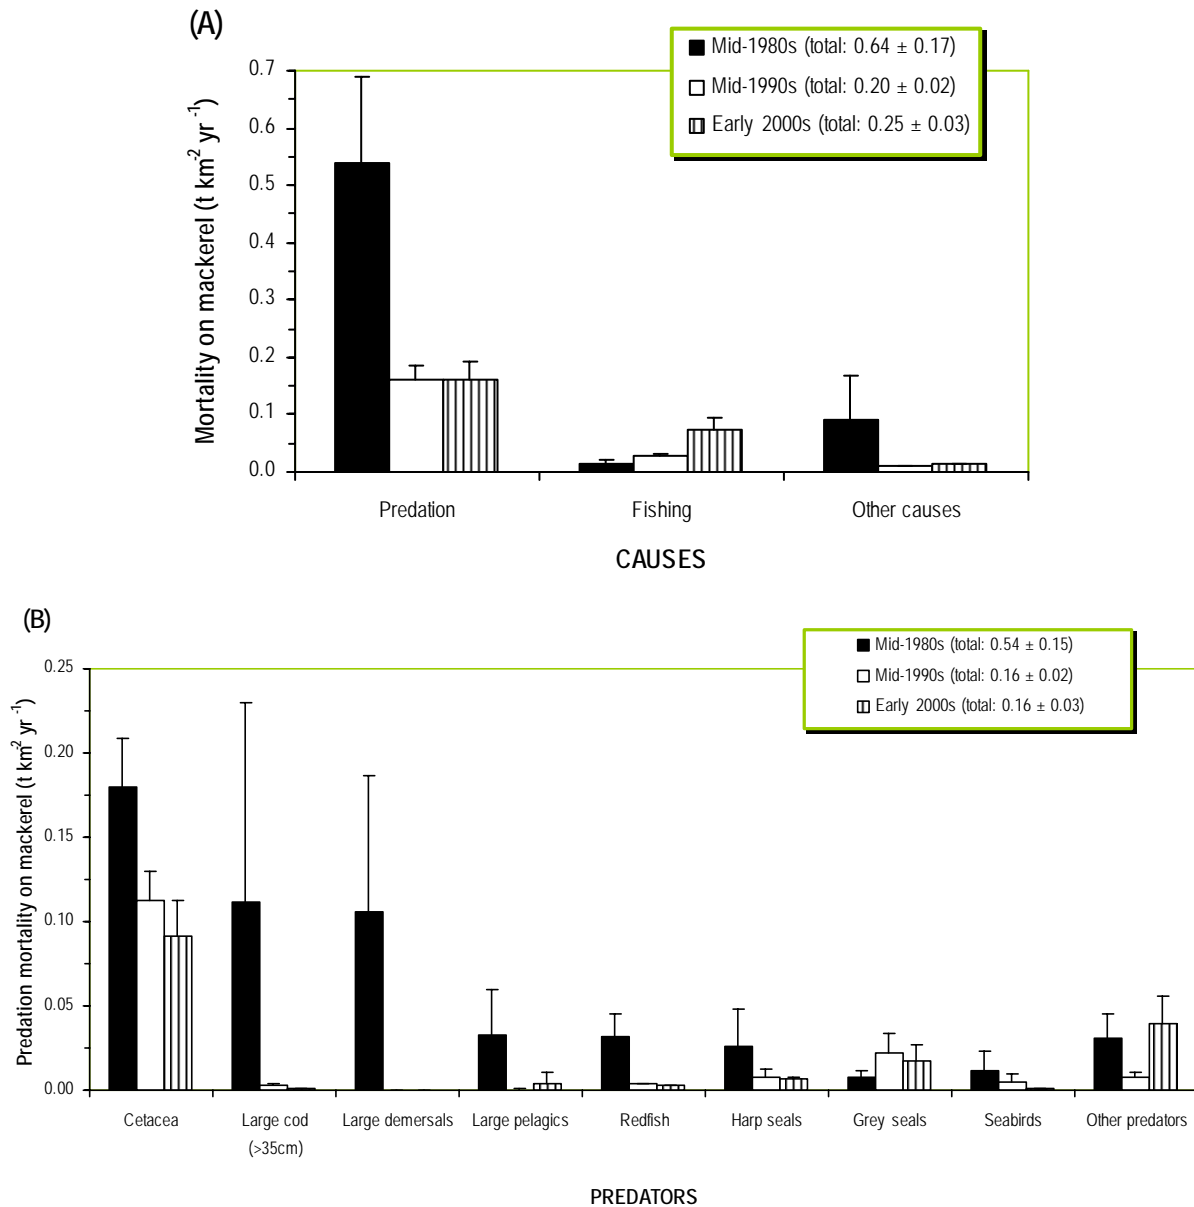 (A)
Mid-1980s (total: 0.64 ± 0.17)
Mid-1990s (total: 0.20 ± 0.02)
Early 2000s (total: 0.25 ± 0.03)
Mortality on mackerel (t km-2 yr -1)
0.7
0.6
0.5
0.4
0.3
0.2
0.1
0.0
Predation Fishing Other causes
CAUSES
(B)
Mid-1980s (total: 0.54 ± 0.15)
Mid-1990s (total: 0.16 ± 0.02)
Early 2000s (total: 0.16 ± 0.03)
Predation mortality on mackerel (t km-2 yr -1)
0.25
0.20
0.15
0.10
0.05
0.00
Cetacea Large cod Large demersals Large pelagics Redfish Harp seals Grey seals Seabirds Other predators
(>35cm)
PREDATORS